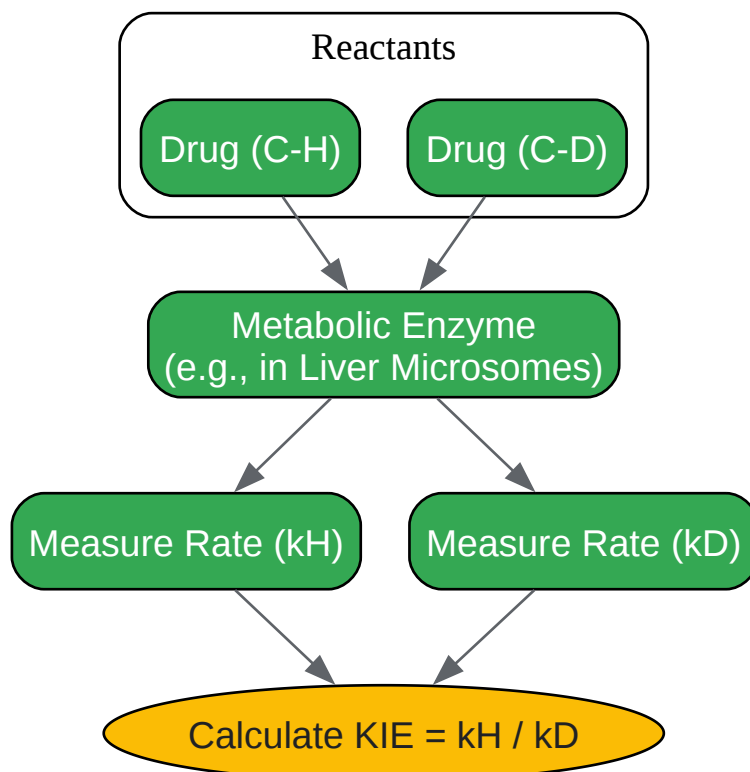 Reactants
Drug (C-H)
Drug (C-D)
Metabolic Enzyme
(e.g., in Liver Microsomes)
Measure Rate (kH)
Measure Rate (kD)
Calculate KIE = kH / kD